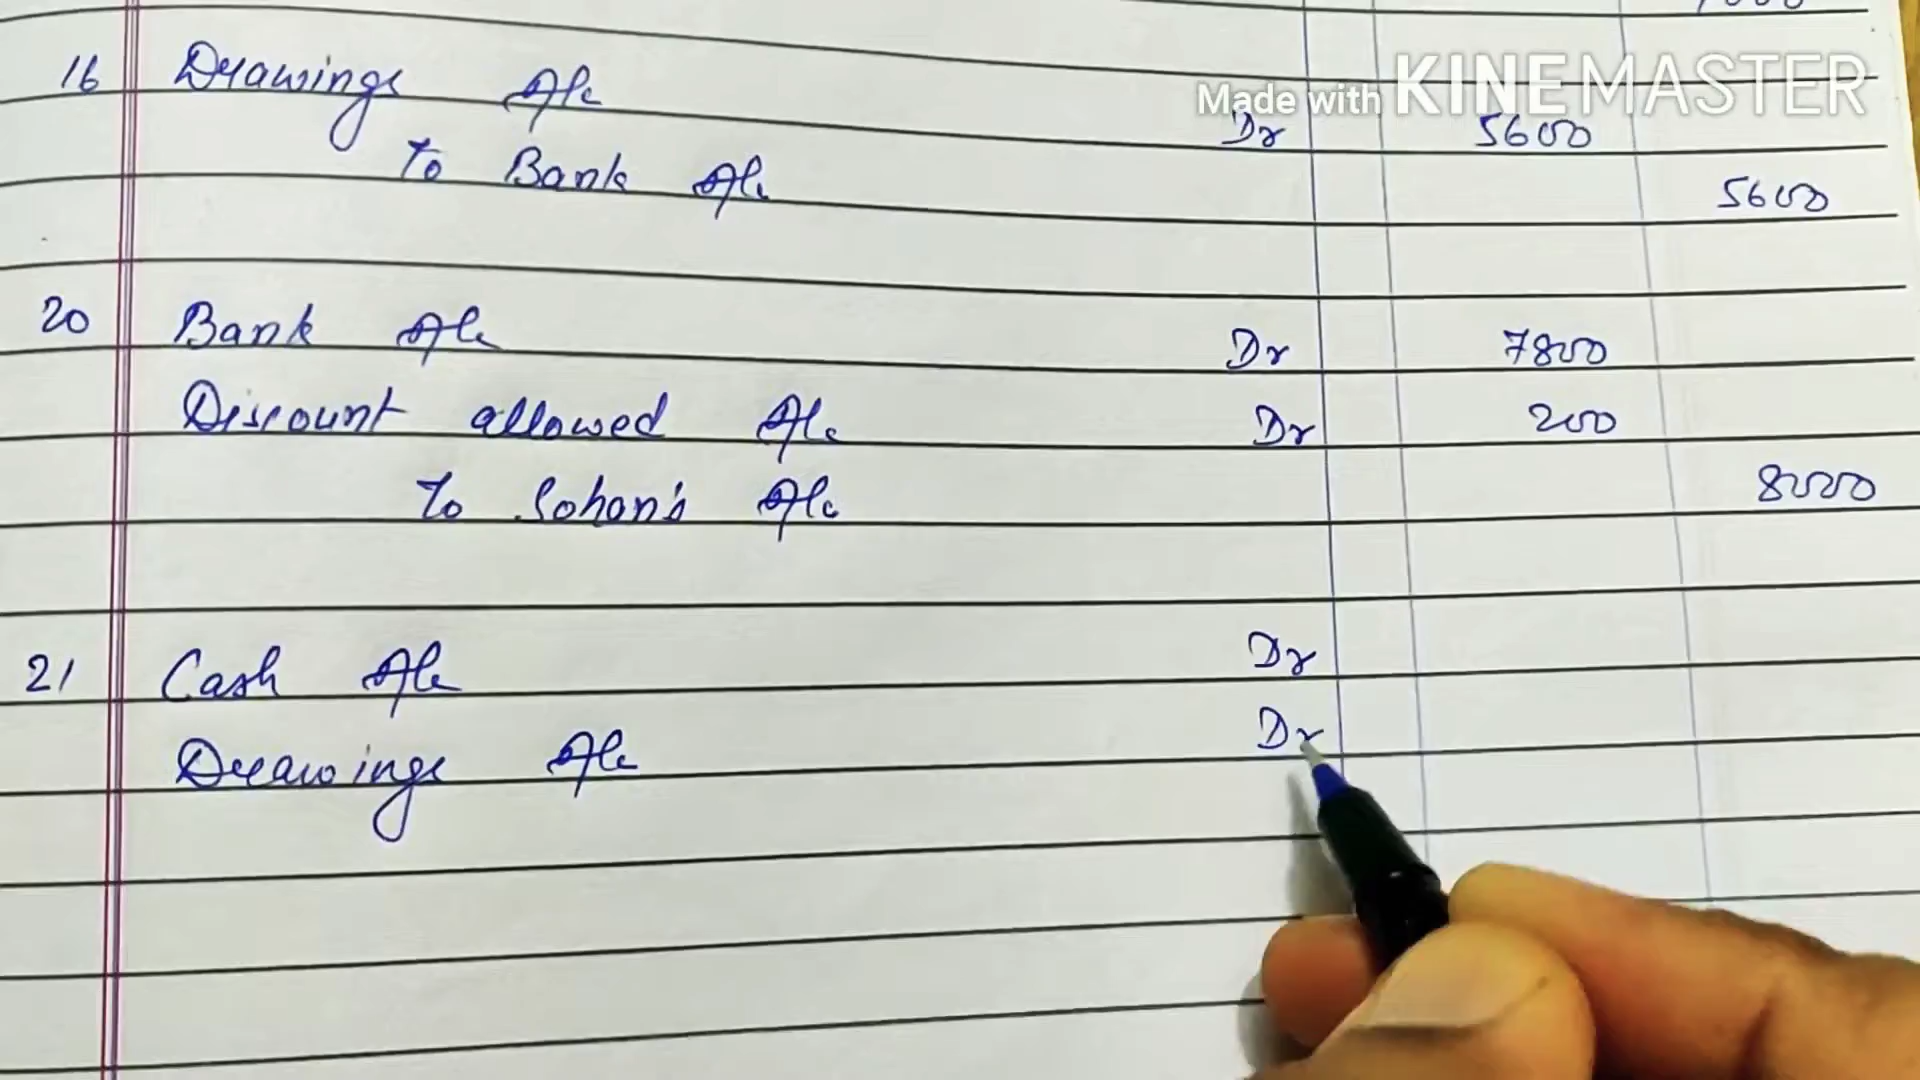 Made with KINEMASTER
16 Drawings A/c Dr 5600
To Bank A/c 5600
20 Bank A/c Dr 7800
Discount allowed A/c Dr 200
To Sohan's A/c 8000
21 Cash A/c Dr
Drawings A/c Dr